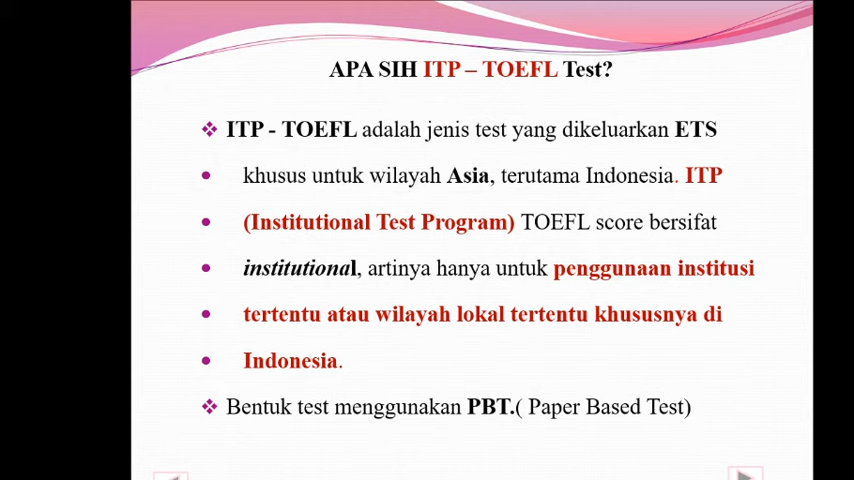 APA SIH ITP – TOEFL Test?
ITP - TOEFL adalah jenis test yang dikeluarkan ETS
khusus untuk wilayah Asia, terutama Indonesia. ITP
(Institutional Test Program) TOEFL score bersifat
institutional, artinya hanya untuk penggunaan institusi
tertentu atau wilayah lokal tertentu khususnya di
Indonesia.
Bentuk test menggunakan PBT.( Paper Based Test)